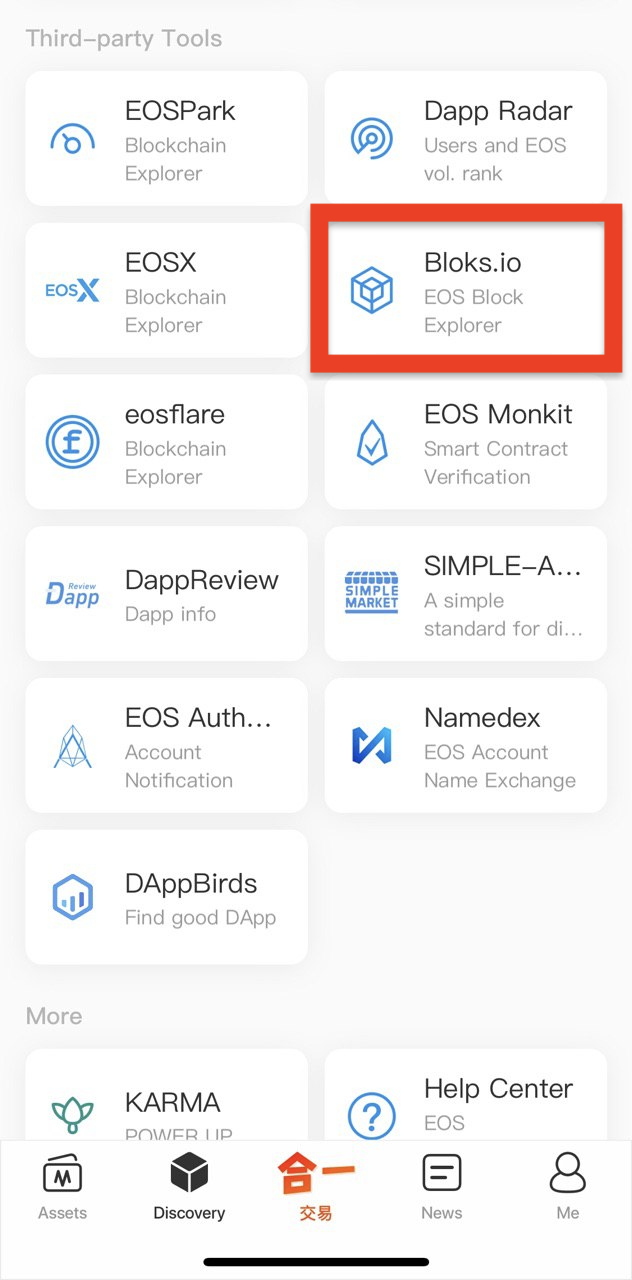 Third-party Tools
EOSPark
Blockchain
Explorer
Dapp Radar
Users and EOS
vol. rank
EOSX
EOSX
Blockchain
Explorer
Bloks.io
EOS Block
Explorer
eosflare
Blockchain
Explorer
EOS Monkit
Smart Contract
Verification
Review
Dapp
DappReview
Dapp info
SIMPLE
MARKET
SIMPLE-A...
A simple
standard for di...
EOS Auth...
Account
Notification
Namedex
EOS Account
Name Exchange
DAppBirds
Find good DApp
More
KARMA
POWER UP
?
Help Center
EOS
M
Assets
Discovery
合一
交易
News
Me